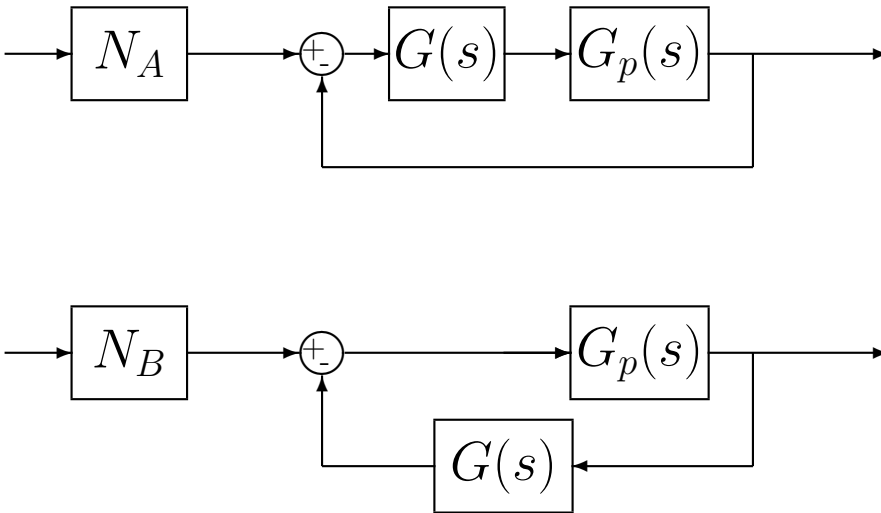 N_A + - G(s) G_p(s)
N_B + - G_p(s)
G(s)